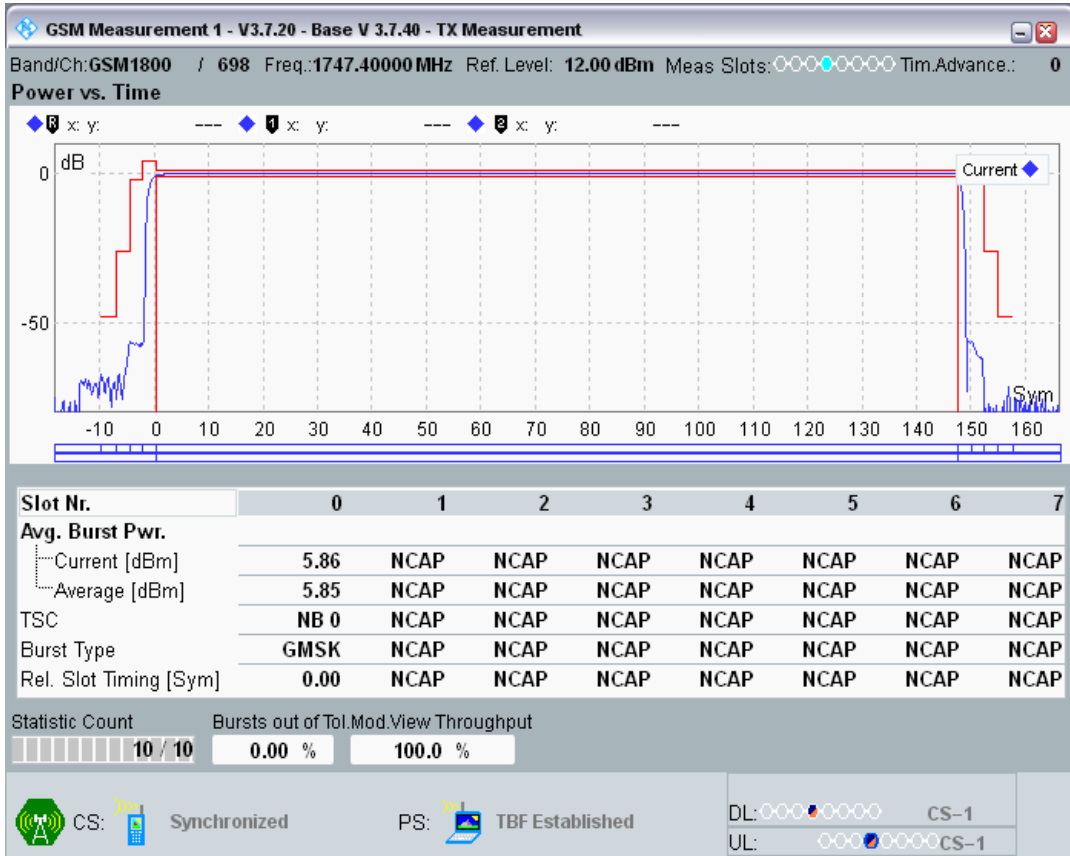 GSM Measurement 1 - V3.7.20 - Base V 3.7.40 - TX Measurement
Band/Ch:GSM1800 / 698 Freq.:1747.40000 MHz Ref. Level: 12.00 dBm Meas Slots: Tim.Advance.: 0
Power vs. Time
R x: y: --- 1 x: y: --- 2 x: y: ---
dB
Current
0
-50
Sym
-10 0 10 20 30 40 50 60 70 80 90 100 110 120 130 140 150 160
Slot Nr. 0 1 2 3 4 5 6 7
Avg. Burst Pwr.
Current [dBm] 5.86 NCAP NCAP NCAP NCAP NCAP NCAP NCAP
Average [dBm] 5.85 NCAP NCAP NCAP NCAP NCAP NCAP NCAP
TSC NB 0 NCAP NCAP NCAP NCAP NCAP NCAP NCAP
Burst Type GMSK NCAP NCAP NCAP NCAP NCAP NCAP NCAP
Rel. Slot Timing [Sym] 0.00 NCAP NCAP NCAP NCAP NCAP NCAP NCAP
Statistic Count Bursts out of Tol.Mod.View Throughput
10 / 10 0.00 % 100.0 %
CS: Synchronized PS: TBF Established DL: CS-1
UL: CS-1